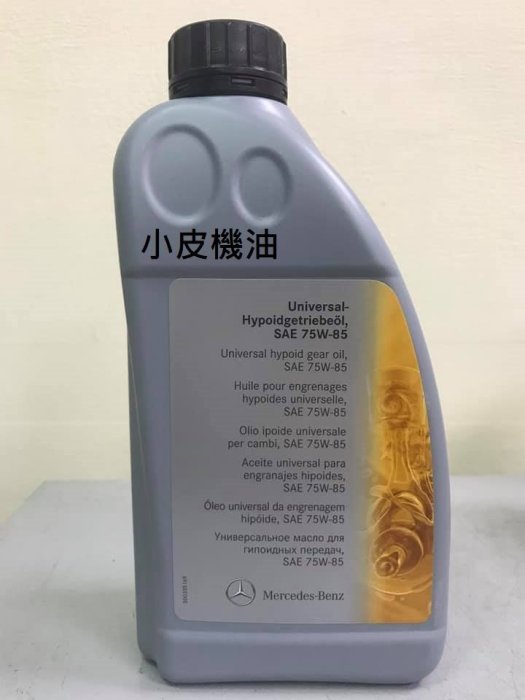 小皮機油
Universal-
Hypoidgetriebeöl,
SAE 75W-85
Universal hypoid gear oil,
SAE 75W-85
Huile pour engrenages
hypoides universelle,
SAE 75W-85
Olio ipoide universale
per cambi, SAE 75W-85
Aceite universal para
engranajes hipoides,
SAE 75W-85
Óleo universal da engrenagem
hipóide, SAE 75W-85
Универсальное масло для
гипоидных передач,
SAE 75W-85
Mercedes-Benz